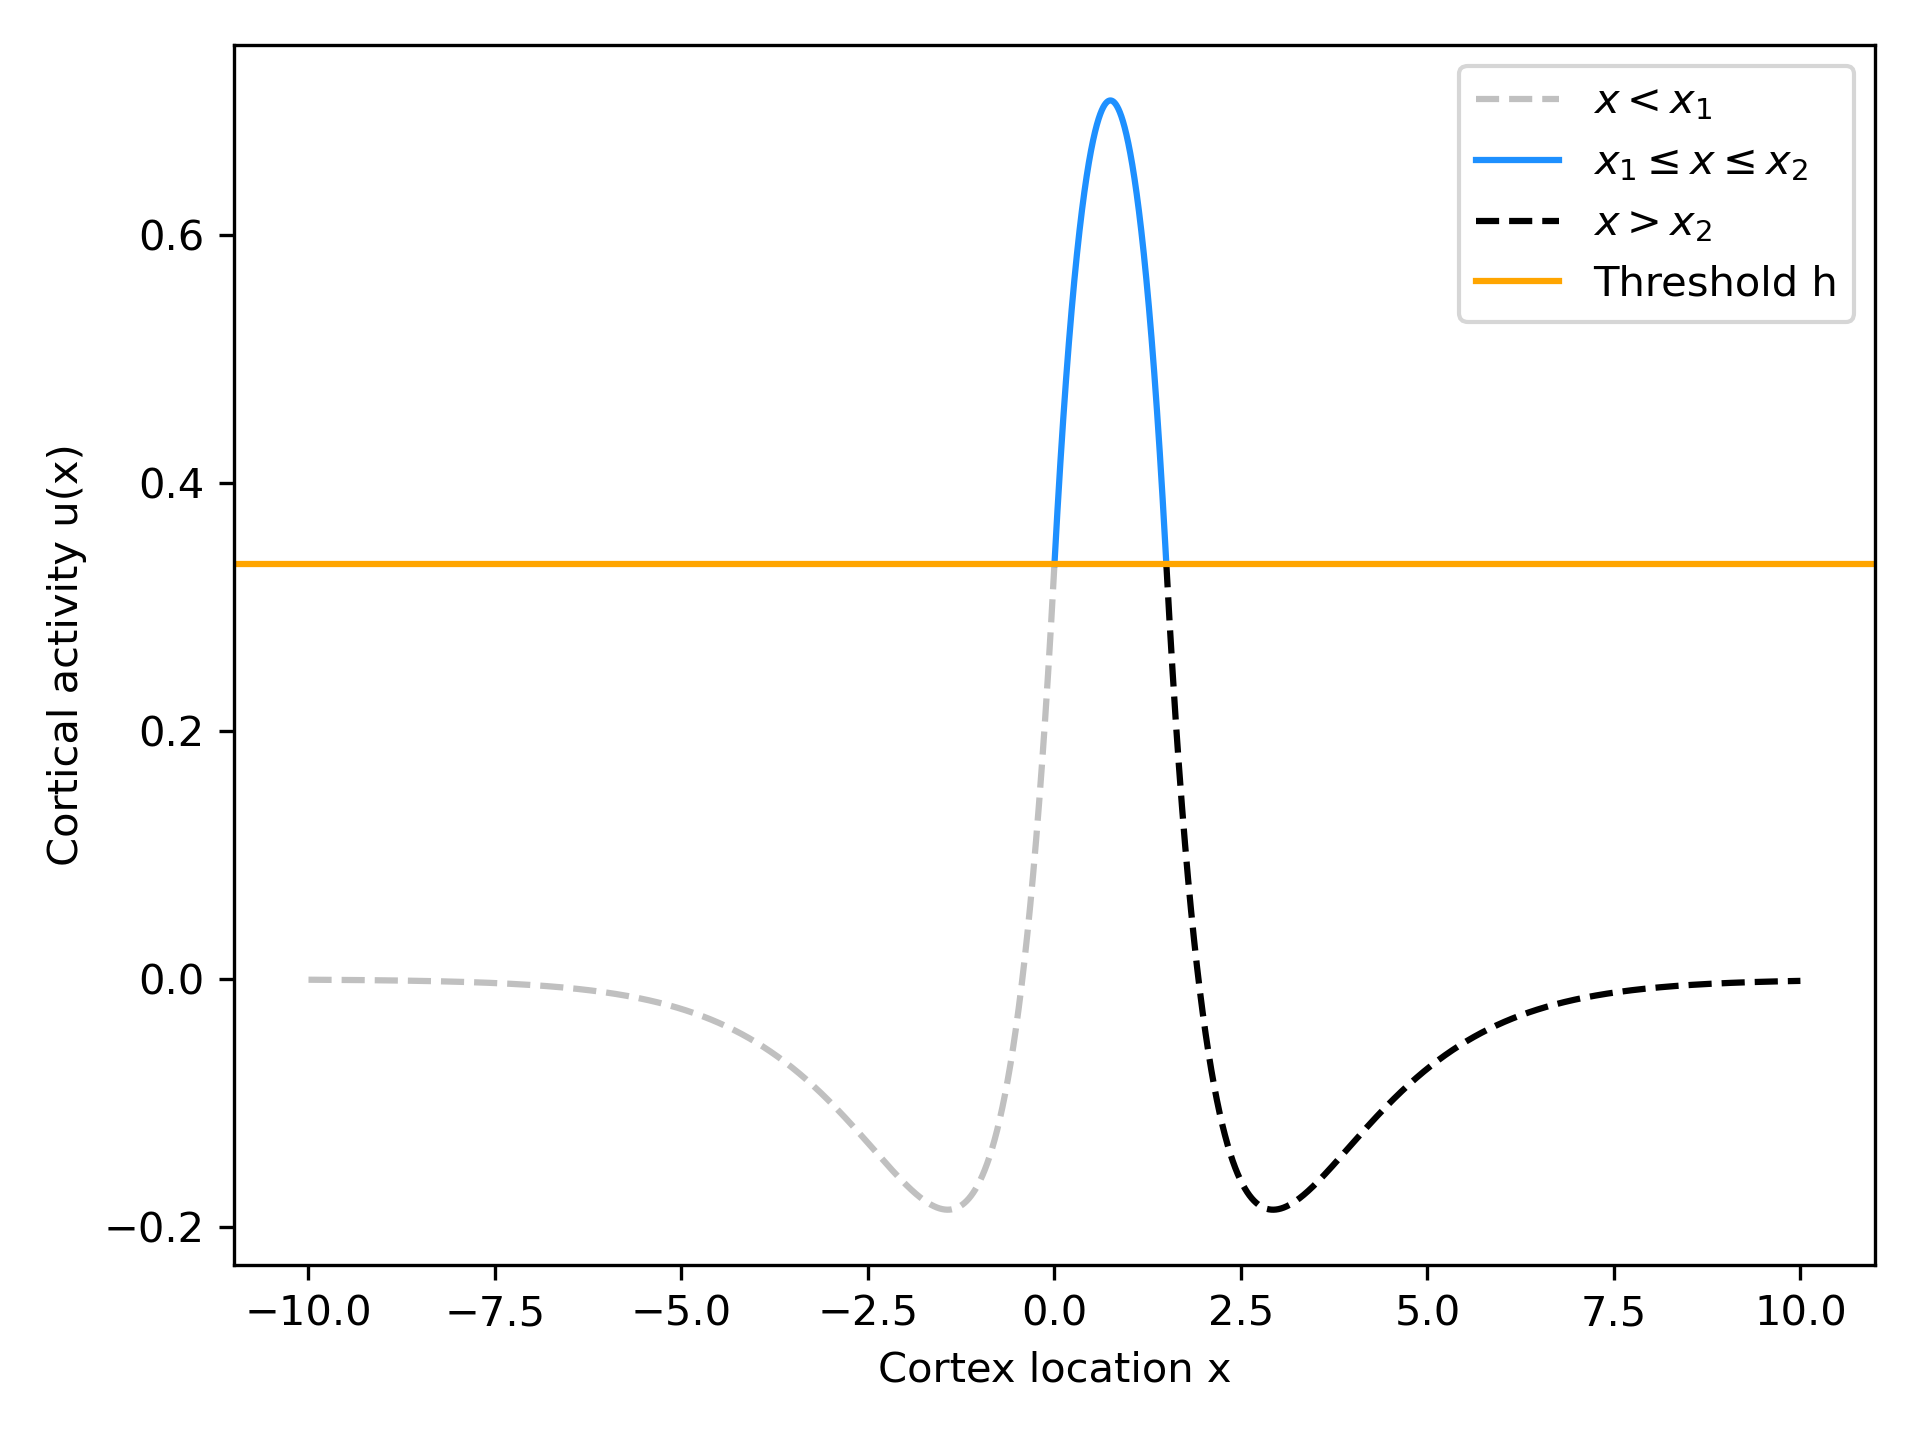 x < x₁
x₁ ≤ x ≤ x₂
x > x₂
Threshold h
0.6
0.4
0.2
0.0
−0.2
Cortical activity u(x)
−10.0 −7.5 −5.0 −2.5 0.0 2.5 5.0 7.5 10.0
Cortex location x